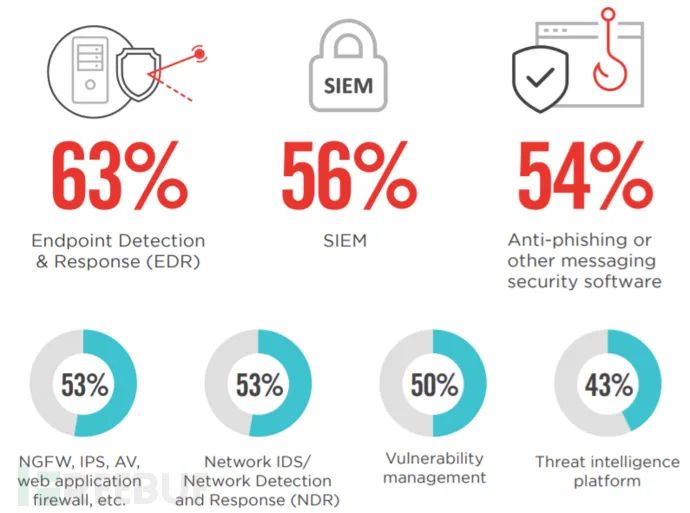 SIEM
63%
56%
54%
Endpoint Detection
& Response (EDR)
SIEM
Anti-phishing or
other messaging
security software
53%
53%
50%
43%
NGFW, IPS, AV,
web application
firewall, etc.
Network IDS/
Network Detection
and Response (NDR)
Vulnerability
management
Threat intelligence
platform